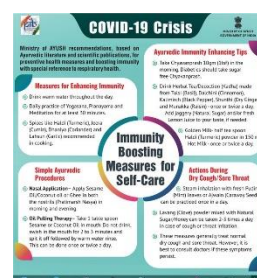 COVID-19 Crisis
Ministry of AYUSH recommendations, based on
Ayurvedic literature and scientific publications, for
preventive health measures and boosting immunity
with special reference to respiratory health.
Measures for Enhancing Immunity
Drink warm water throughout the day.
Daily practice of Yogasana, Pranayama and
Meditation for at least 30 minutes.
Spices like Haldi (Turmeric), Jeera
(Cumin), Dhaniya (Coriander) and
Lahsun (Garlic) recommended
in cooking.
Ayurvedic Immunity Enhancing Tips
Take Chyavanprash 10gm (1tsf) in the
morning. Diabetics should take sugar
free Chyavanprash.
Drink Herbal Tea/Decoction (Kadha) made
from Tulsi (Basil), Dalchini (Cinnamon),
Kalimirch (Black Pepper), Shunthi (Dry Ginger)
and Munakka (Raisin) - once or twice a day.
Add jaggery (natural Sugar) and/or fresh
Lemon juice to your taste, if needed.
Golden Milk- half tea spoon
Haldi (Turmeric) powder in 150 ml
Hot Milk - once or twice a day.
Immunity
Boosting
Measures for
Self-Care
Simple Ayurvedic
Procedures
Nasal Application - Apply Sesame
Oil/Coconut oil or Ghee in both
the nostrils (Pratimarsh Nasya) in
morning and evening
Oil Pulling Therapy - Take 1 table spoon
Sesame or Coconut Oil in mouth. Do not drink,
swish in the mouth for 2 to 3 minutes and
spit it off followed by warm water rinse.
This can be done once or twice a day.
Actions During
Dry Cough/Sore Throat
Steam Inhalation with Fresh Pudina
(Mint) leaves or Ajwain (Caraway Seeds)
can be practiced once in a day.
Lavang (Clove) powder mixed with Natural
Sugar/Honey can be taken 2-3 times a day
in case of cough or throat irritation.
These measures generally treat normal
dry cough and sore throat. However, it is
best to consult doctors if these symptoms
persist.